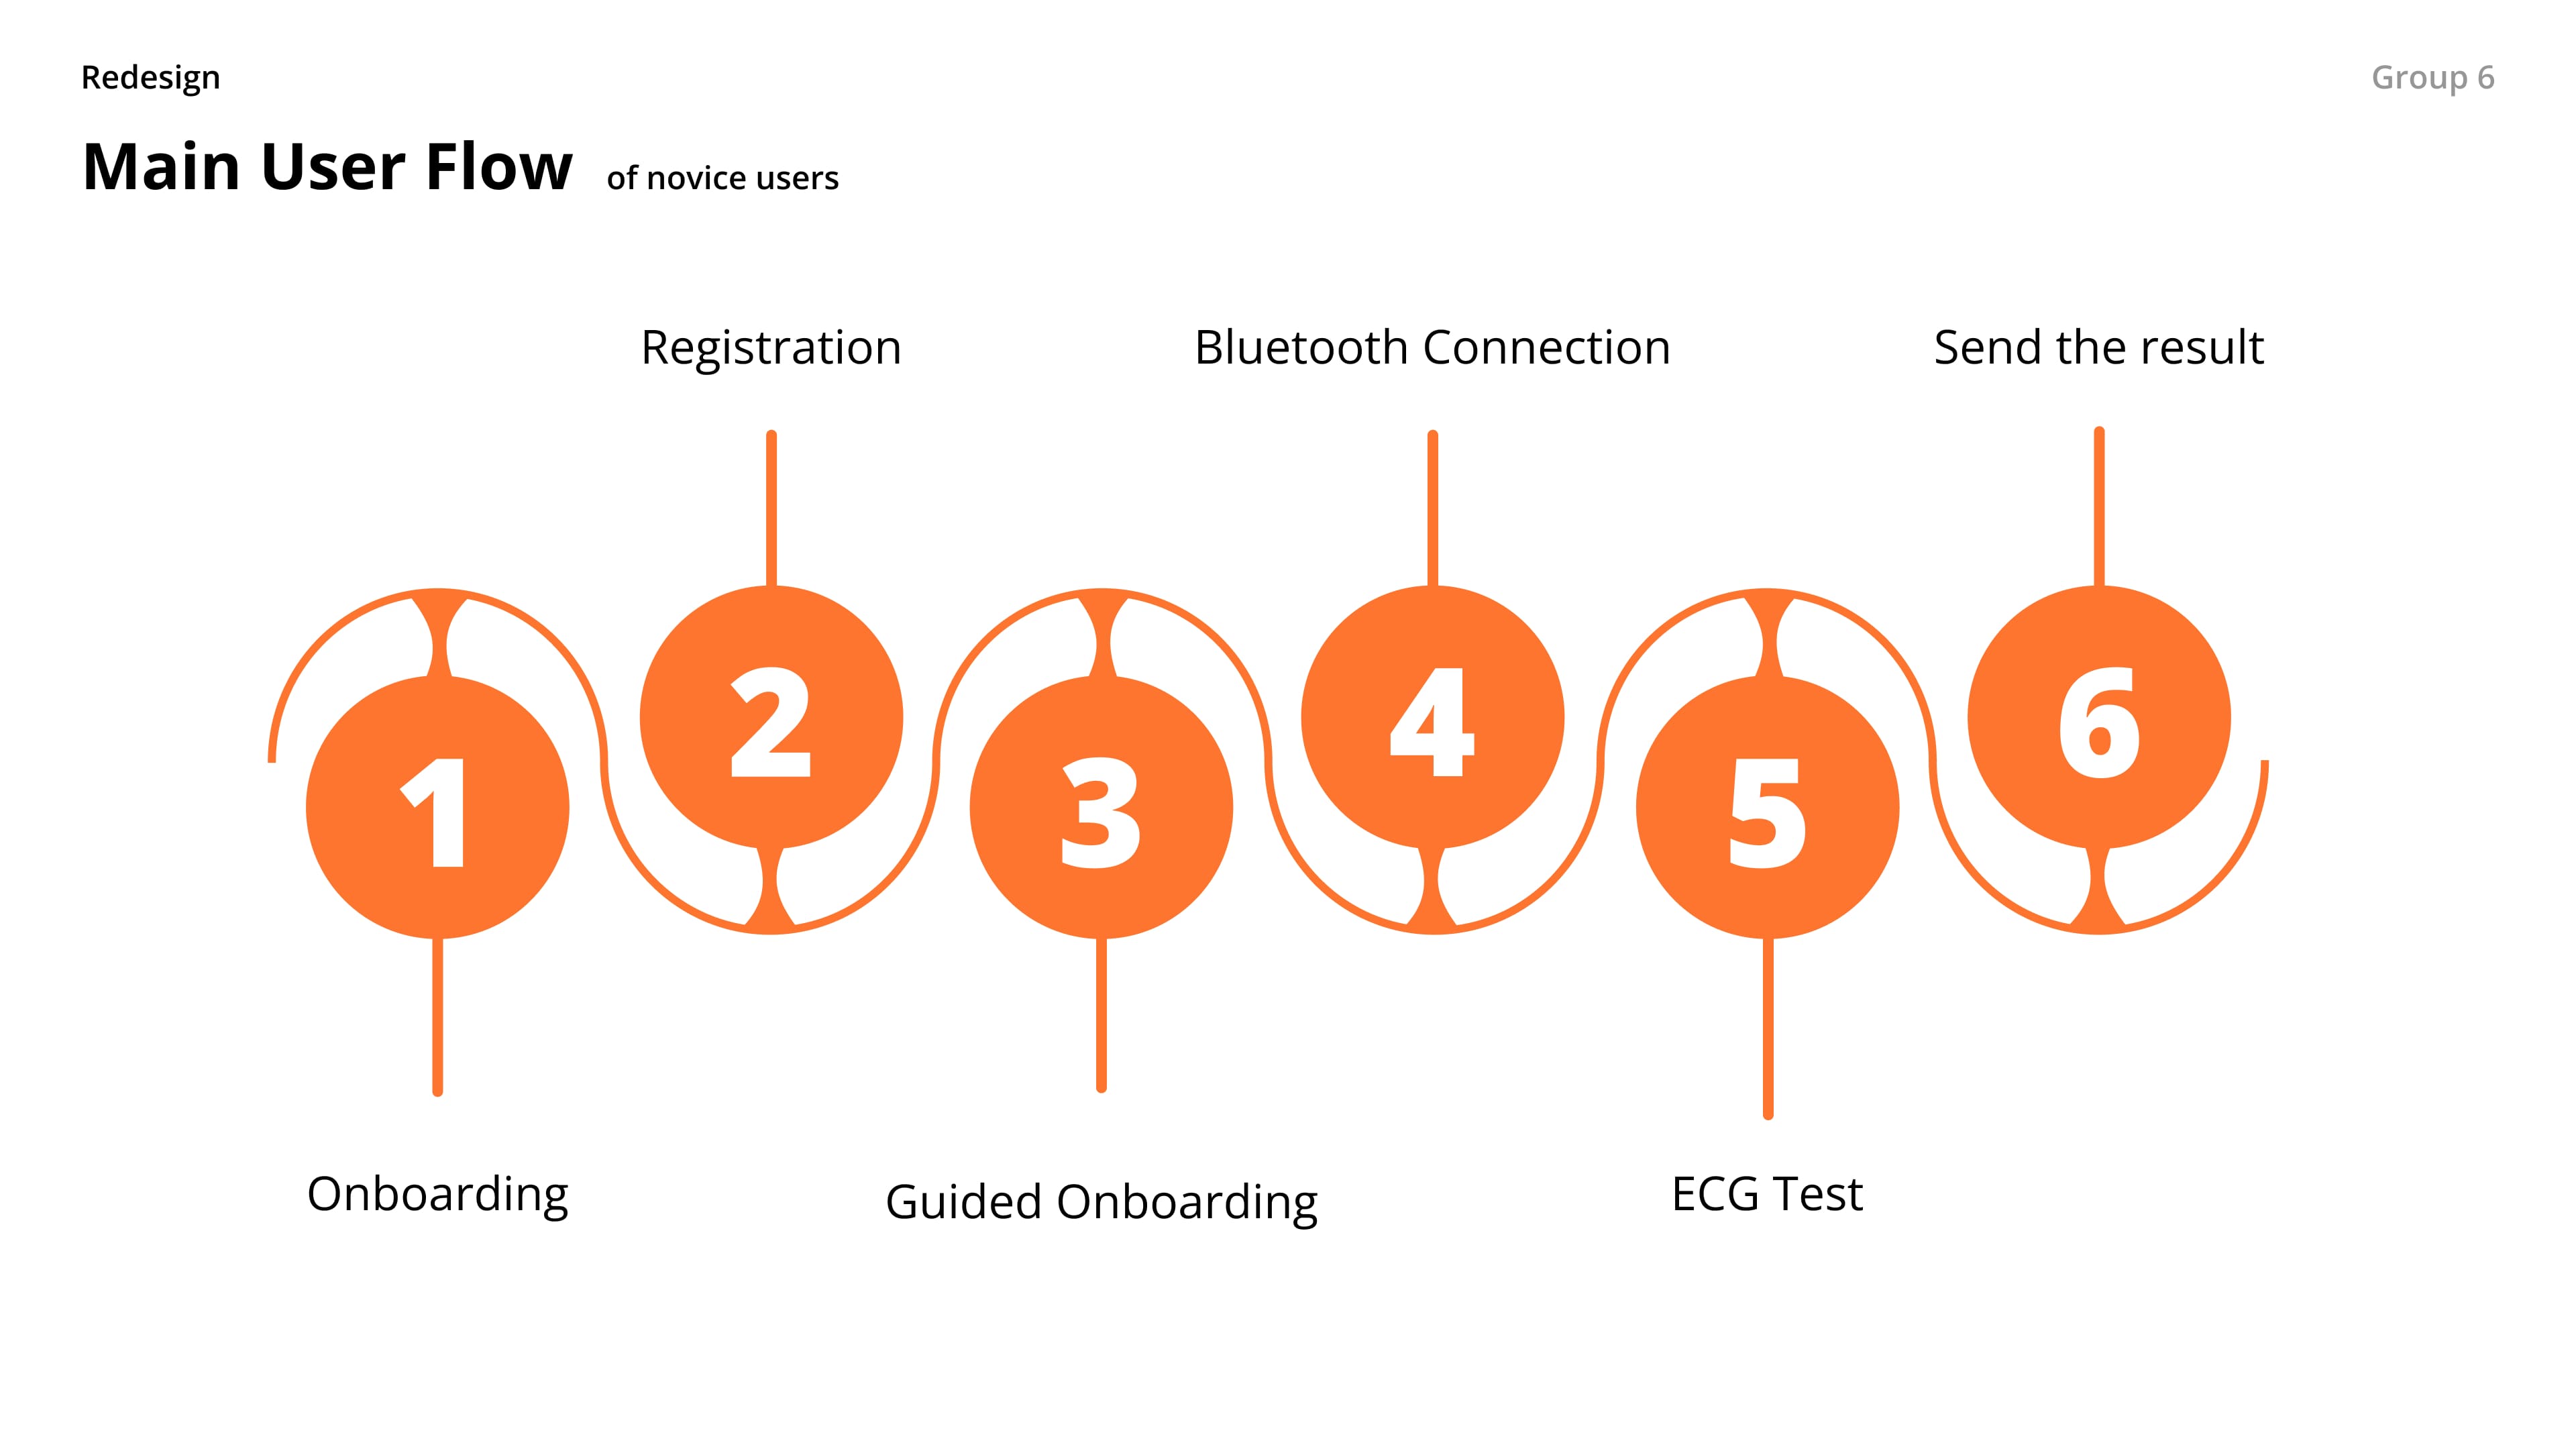 Redesign
Group 6
Main User Flow of novice users
Registration
Bluetooth Connection
Send the result
1
2
3
4
5
6
Onboarding
Guided Onboarding
ECG Test